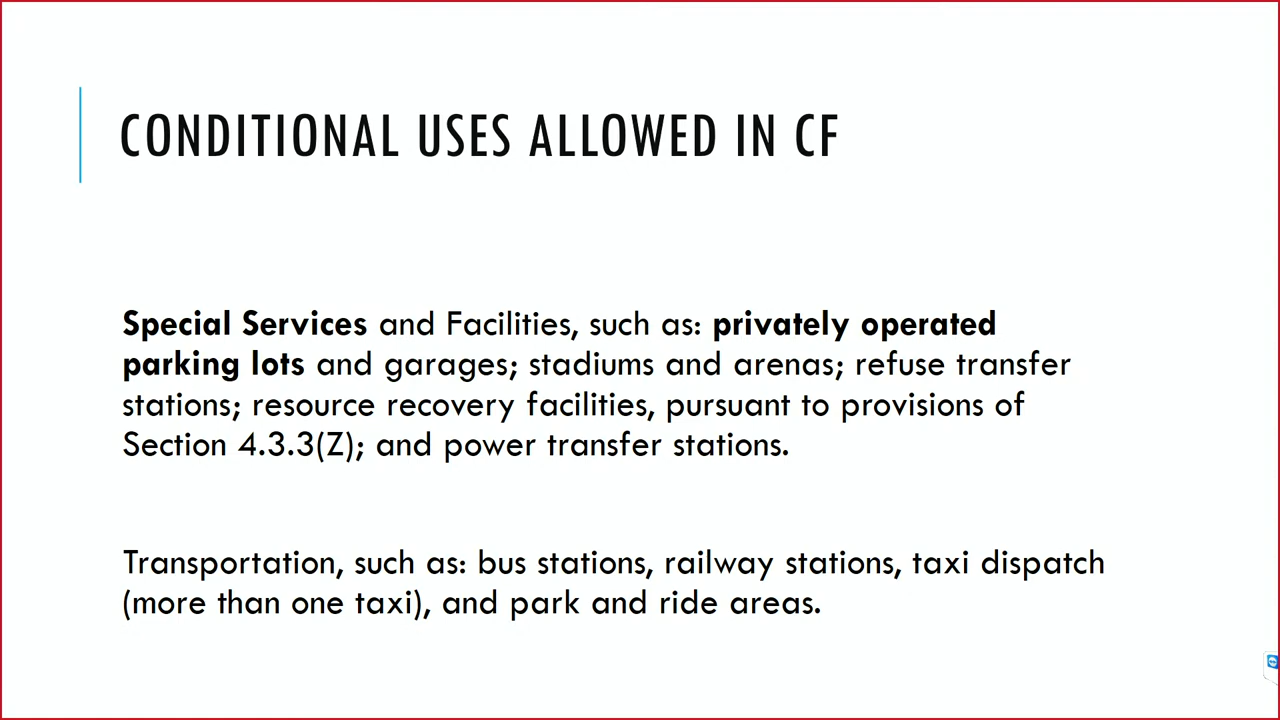 CONDITIONAL USES ALLOWED IN CF
Special Services and Facilities, such as: privately operated
parking lots and garages; stadiums and arenas; refuse transfer
stations; resource recovery facilities, pursuant to provisions of
Section 4.3.3(Z); and power transfer stations.
Transportation, such as: bus stations, railway stations, taxi dispatch
(more than one taxi), and park and ride areas.